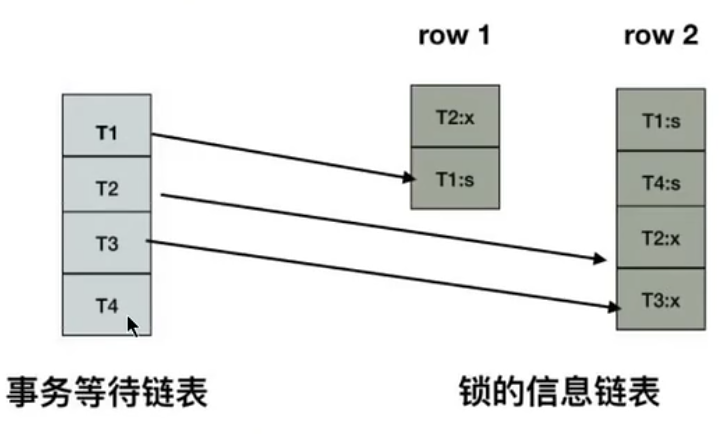 row 1
row 2
T1
T2
T3
T4
T2:x
T1:s
T1:s
T4:s
T2:x
T3:x
事务等待链表
锁的信息链表